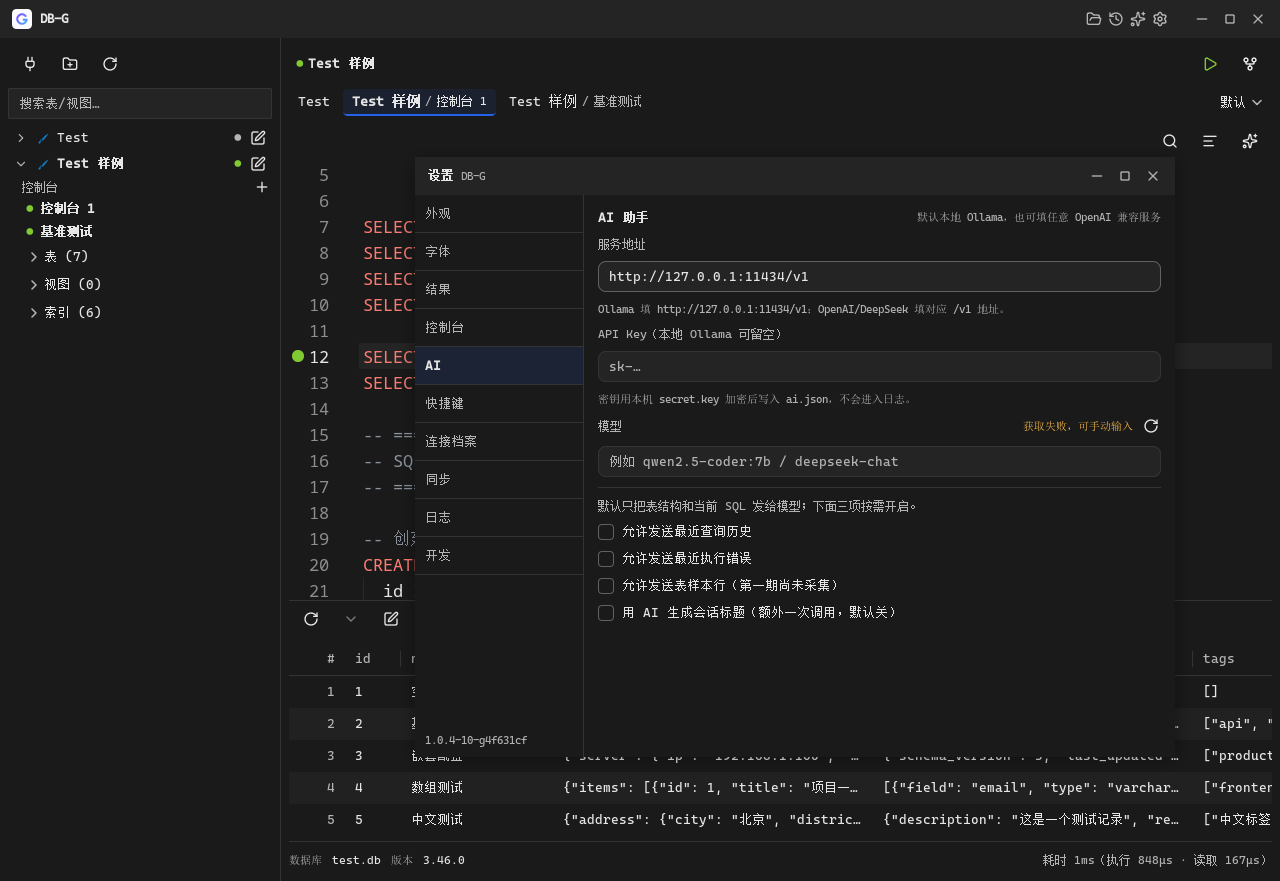 DB-G
搜索表/视图…
Test
Test 样例
控制台
控制台 1
基准测试
表 (7)
视图 (0)
索引 (6)
Test 样例
Test
Test 样例 / 控制台 1
Test 样例 / 基准测试
默认
5
6
7 SELECT
8 SELECT
9 SELECT
10 SELECT
11
12 SELECT
13 SELECT
14
15 -- ==
16 -- SQ
17 -- ==
18
19 -- 创
20 CREAT
21 id
设置 DB-G
外观
字体
结果
控制台
AI
快捷键
连接档案
同步
日志
开发
1.0.4-10-g4f631cf
AI 助手
默认本地 Ollama，也可填任意 OpenAI 兼容服务
服务地址
http://127.0.0.1:11434/v1
Ollama 填 http://127.0.0.1:11434/v1；OpenAI/DeepSeek 填对应 /v1 地址。
API Key（本地 Ollama 可留空）
sk-…
密钥用本机 secret.key 加密后写入 ai.json，不会进入日志。
模型
获取失败，可手动输入
例如 qwen2.5-coder:7b / deepseek-chat
默认只把表结构和当前 SQL 发给模型；下面三项按需开启。
允许发送最近查询历史
允许发送最近执行错误
允许发送表样本行（第一期尚未采集）
用 AI 生成会话标题（额外一次调用，默认关）
# id tags
1 1 []
2 2 ["api", "
3 3 ["product
4 4 数组测试 {"items": [{"id": 1, "title": "项目一… [{"field": "email", "type": "varchar… ["fronten
5 5 中文测试 {"address": {"city": "北京", "distric… {"description": "这是一个测试记录", "re… ["中文标签
数据库 test.db 版本 3.46.0
耗时 1ms（执行 848μs · 读取 167μs）